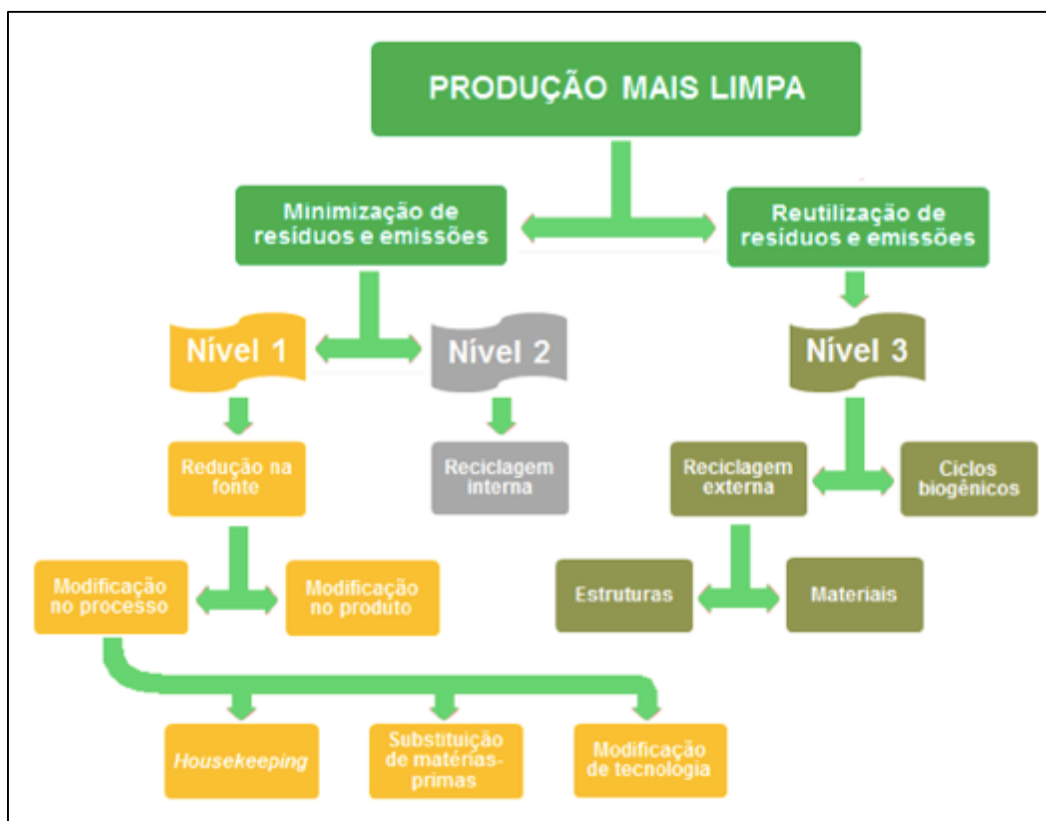 PRODUÇÃO MAIS LIMPA
Minimização de
resíduos e emissões
Reutilização de
resíduos e emissões
Nível 1
Nível 2
Nível 3
Redução na
fonte
Reciclagem
interna
Reciclagem
externa
Ciclos
biogênicos
Modificação
no processo
Modificação
no produto
Estruturas
Materiais
Housekeeping
Substituição
de matérias-
primas
Modificação
de tecnologia